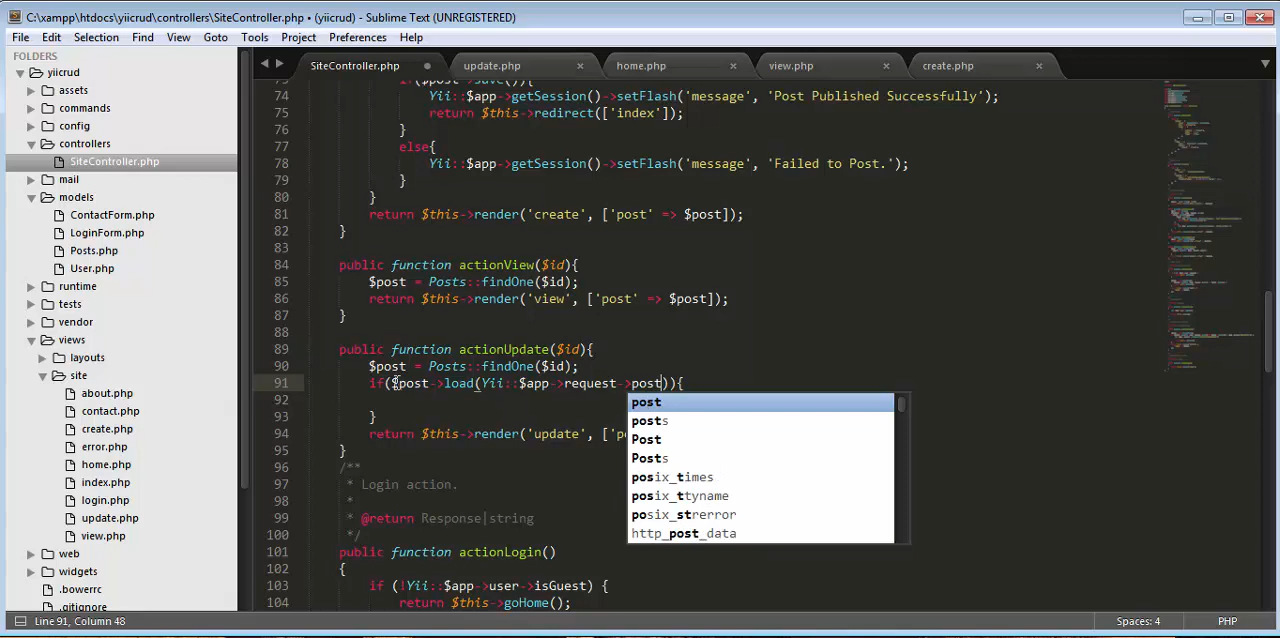 C:\xampp\htdocs\yiicrud\controllers\SiteController.php • (yiicrud) - Sublime Text (UNREGISTERED)
File Edit Selection Find View Goto Tools Project Preferences Help
FOLDERS
yiicrud
assets
commands
config
controllers
SiteController.php
mail
models
ContactForm.php
LoginForm.php
Posts.php
User.php
runtime
tests
vendor
views
layouts
site
about.php
contact.php
create.php
error.php
home.php
index.php
login.php
update.php
view.php
web
widgets
.bowerrc
.gitignore
SiteController.php update.php home.php view.php create.php
74 Yii::$app->getSession()->setFlash('message', 'Post Published Successfully');
75 return $this->redirect(['index']);
76 }
77 else{
78 Yii::$app->getSession()->setFlash('message', 'Failed to Post.');
79 }
80 }
81 return $this->render('create', ['post' => $post]);
82 }
83
84 public function actionView($id){
85 $post = Posts::findOne($id);
86 return $this->render('view', ['post' => $post]);
87 }
88
89 public function actionUpdate($id){
90 $post = Posts::findOne($id);
91 if($post->load(Yii::$app->request->post)){
92
93 }
94 return $this->render('update', ['p
95 }
96 /**
97 * Login action.
98 *
99 * @return Response|string
100 */
101 public function actionLogin()
102 {
103 if (!Yii::$app->user->isGuest) {
104 return $this->goHome();
post
posts
Post
Posts
posix_times
posix_ttyname
posix_strerror
http_post_data
Line 91, Column 48 Spaces: 4 PHP